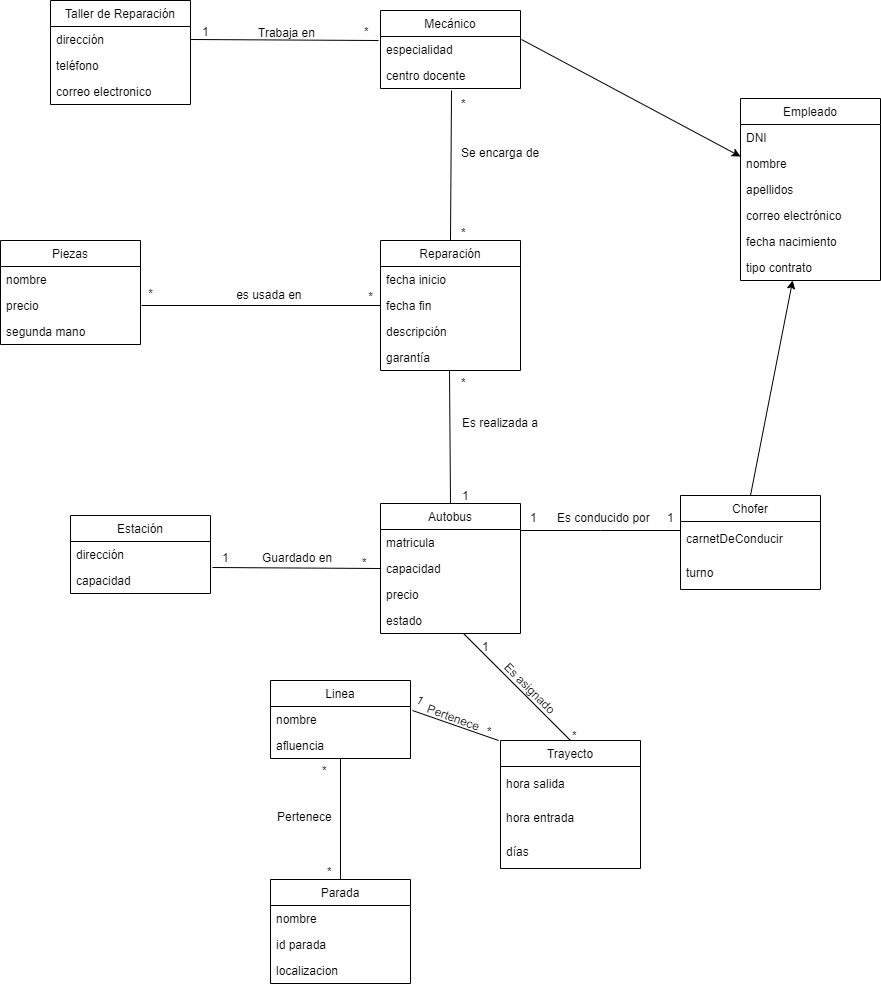 Taller de Reparación
dirección
teléfono
correo electronico
1
Trabaja en
*
Mecánico
especialidad
centro docente
Empleado
DNI
nombre
apellidos
correo electrónico
fecha nacimiento
tipo contrato
*
Se encarga de
*
Piezas
nombre
precio
segunda mano
*
es usada en
*
Reparación
fecha inicio
fecha fin
descripción
garantía
*
Es realizada a
1
Estación
dirección
capacidad
1
Guardado en
*
Autobus
matricula
capacidad
precio
estado
1
Es conducido por
1
Chofer
carnetDeConducir
turno
1
Es asignado
*
Linea
nombre
afluencia
1
Pertenece
*
Trayecto
hora salida
hora entrada
días
*
Pertenece
*
Parada
nombre
id parada
localizacion